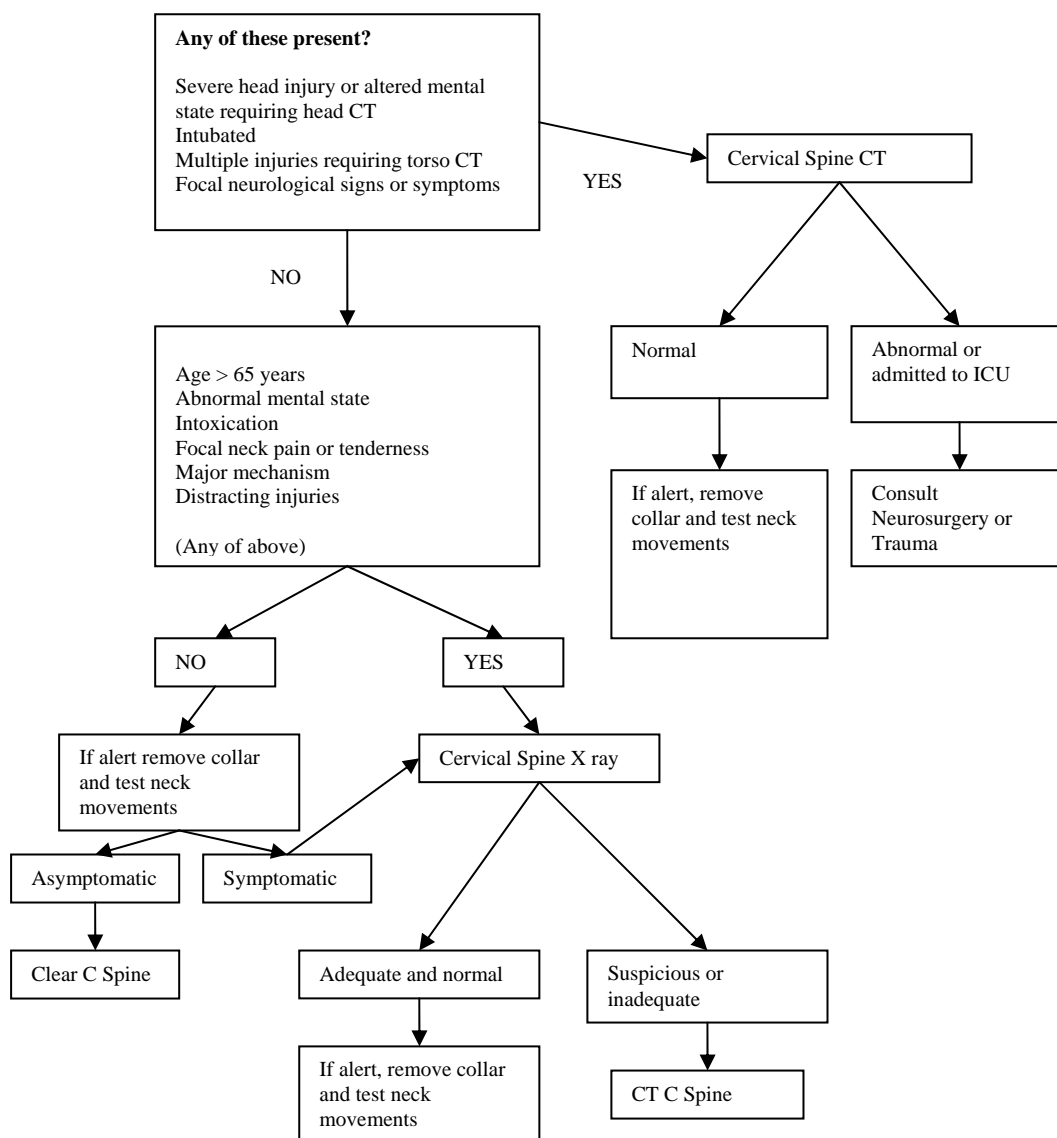 Any of these present?
Severe head injury or altered mental
state requiring head CT
Intubated
Multiple injuries requiring torso CT
Focal neurological signs or symptoms
YES
Cervical Spine CT
NO
Normal
Abnormal or
admitted to ICU
Age > 65 years
Abnormal mental state
Intoxication
Focal neck pain or tenderness
Major mechanism
Distracting injuries
(Any of above)
If alert, remove
collar and test neck
movements
Consult
Neurosurgery or
Trauma
NO
YES
If alert remove collar
and test neck
movements
Cervical Spine X ray
Asymptomatic
Symptomatic
Clear C Spine
Adequate and normal
Suspicious or
inadequate
If alert, remove collar
and test neck
movements
CT C Spine